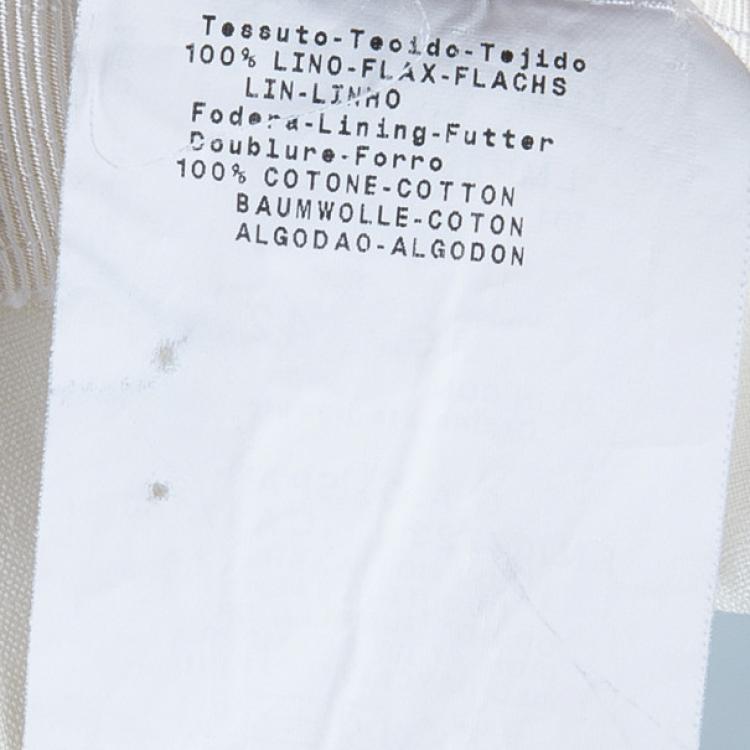 Tessuto-Tecido-Tejido
100% LINO-FLAX-FLACHS
LIN-LINHO
Fodera-Lining-Futter
Doublure-Forro
100% COTONE-COTTON
BAUMWOLLE-COTON
ALGODAO-ALGODON